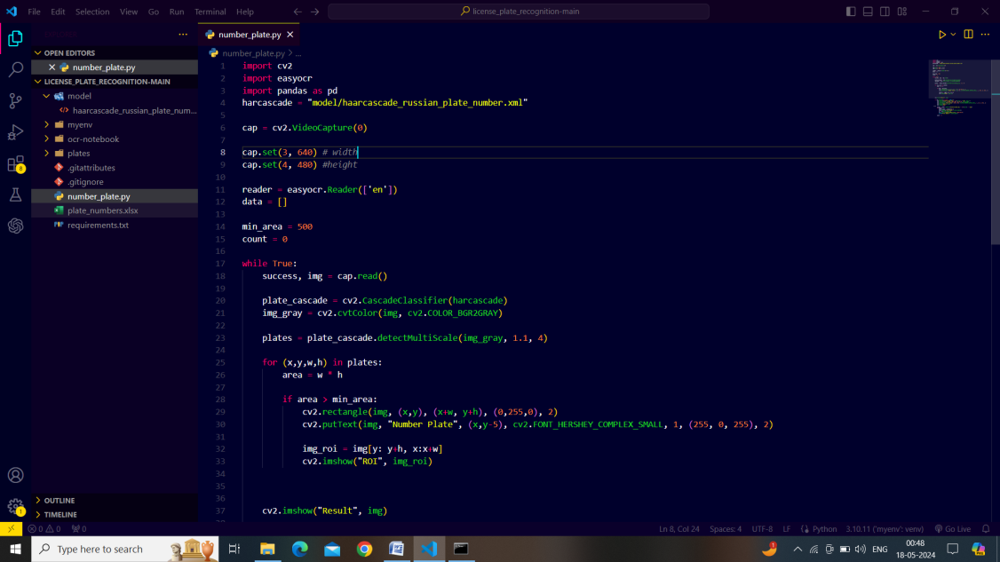 File Edit Selection View Go Run Terminal Help
license_plate_recognition-main
number_plate.py
OPEN EDITORS
number_plate.py
LICENSE_PLATE_RECOGNITION-MAIN
model
haarcascade_russian_plate_num...
myenv
ocr-notebook
plates
.gitattributes
.gitignore
number_plate.py
plate_numbers.xlsx
requirements.txt
OUTLINE
TIMELINE
8
1
number_plate.py > ...
1 import cv2
2 import easyocr
3 import pandas as pd
4 harcascade = "model/haarcascade_russian_plate_number.xml"
5
6 cap = cv2.VideoCapture(0)
7
8 cap.set(3, 640) # width
9 cap.set(4, 480) #height
10
11 reader = easyocr.Reader(['en'])
12 data = []
13
14 min_area = 500
15 count = 0
16
17 while True:
18 success, img = cap.read()
19
20 plate_cascade = cv2.CascadeClassifier(harcascade)
21 img_gray = cv2.cvtColor(img, cv2.COLOR_BGR2GRAY)
22
23 plates = plate_cascade.detectMultiScale(img_gray, 1.1, 4)
24
25 for (x,y,w,h) in plates:
26 area = w * h
27
28 if area > min_area:
29 cv2.rectangle(img, (x,y), (x+w, y+h), (0,255,0), 2)
30 cv2.putText(img, "Number Plate", (x,y-5), cv2.FONT_HERSHEY_COMPLEX_SMALL, 1, (255, 0, 255), 2)
31
32 img_roi = img[y: y+h, x:x+w]
33 cv2.imshow("ROI", img_roi)
34
35
36
37 cv2.imshow("Result", img)
0 0 0 Ln 8, Col 24 Spaces: 4 UTF-8 LF Python 3.10.11 ('myenv': venv) Go Live
Type here to search
ENG
00:48
18-05-2024